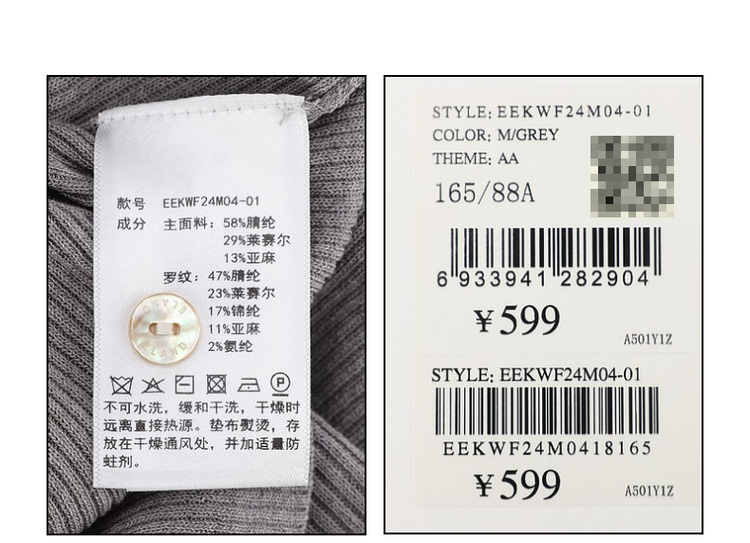 款号 EEKWF24M04-01
成分 主面料：58%腈纶
29%莱赛尔
13%亚麻
罗纹：47%腈纶
23%莱赛尔
17%锦纶
11%亚麻
2%氨纶
ELAND
ELAND
P
不可水洗，缓和干洗，干燥时
远离直接热源。垫布熨烫，存
放在干燥通风处，并加适量防
蛀剂。
STYLE: EEKWF24M04-01
COLOR: M/GREY
THEME: AA
165/88A
6 933941 282904
￥599
A501Y1Z
STYLE: EEKWF24M04-01
EEKWF24M0418165
￥599
A501Y1Z